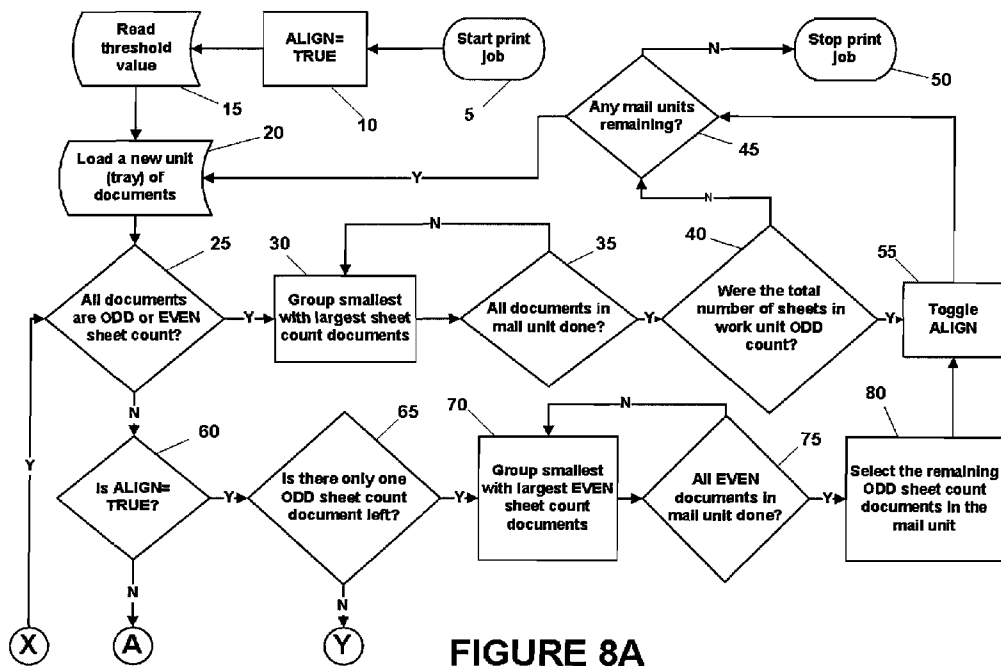 Read
threshold
value
ALIGN=
TRUE
Start print
job
N
Stop print
job
15
10
5
50
20
Any mail units
remaining?
45
Load a new unit
(tray) of
documents
Y
N
25
30
N
35
40
55
All documents
are ODD or EVEN
sheet count?
Y
Group smallest
with largest sheet
count documents
All documents in
mail unit done?
Y
Were the total
number of sheets in
work unit ODD
count?
Y
Toggle
ALIGN
N
60
65
70
N
75
80
Y
Is ALIGN=
TRUE?
Y
Is there only one
ODD sheet count
document left?
Y
Group smallest
with largest EVEN
sheet count
documents
All EVEN
documents in
mail unit done?
Y
Select the remaining
ODD sheet count
documents in the
mail unit
N
N
X
A
Y
FIGURE 8A